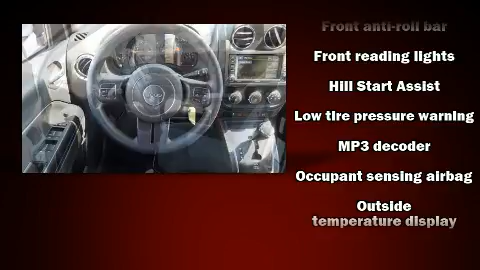 Front anti-roll bar
Front reading lights
Hill Start Assist
Low tire pressure warning
MP3 decoder
Occupant sensing airbag
Outside
temperature display